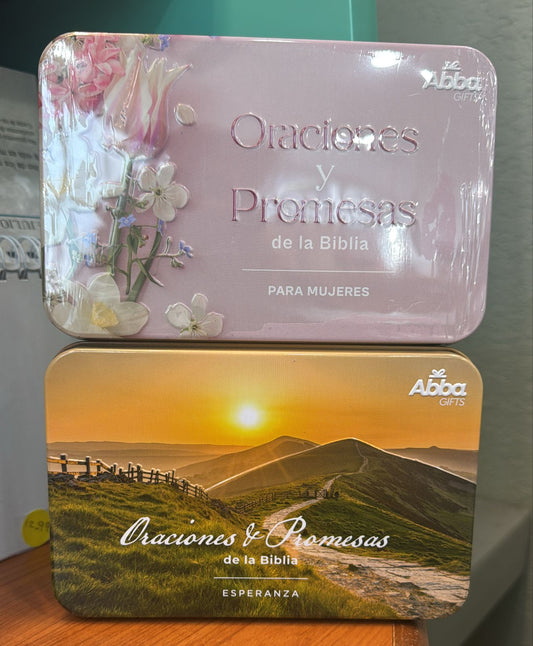 Abba
GIFTS
Oraciones
y
Promesas
de la Biblia
PARA MUJERES
Abba
GIFTS
Oraciones & Promesas
de la Biblia
ESPERANZA